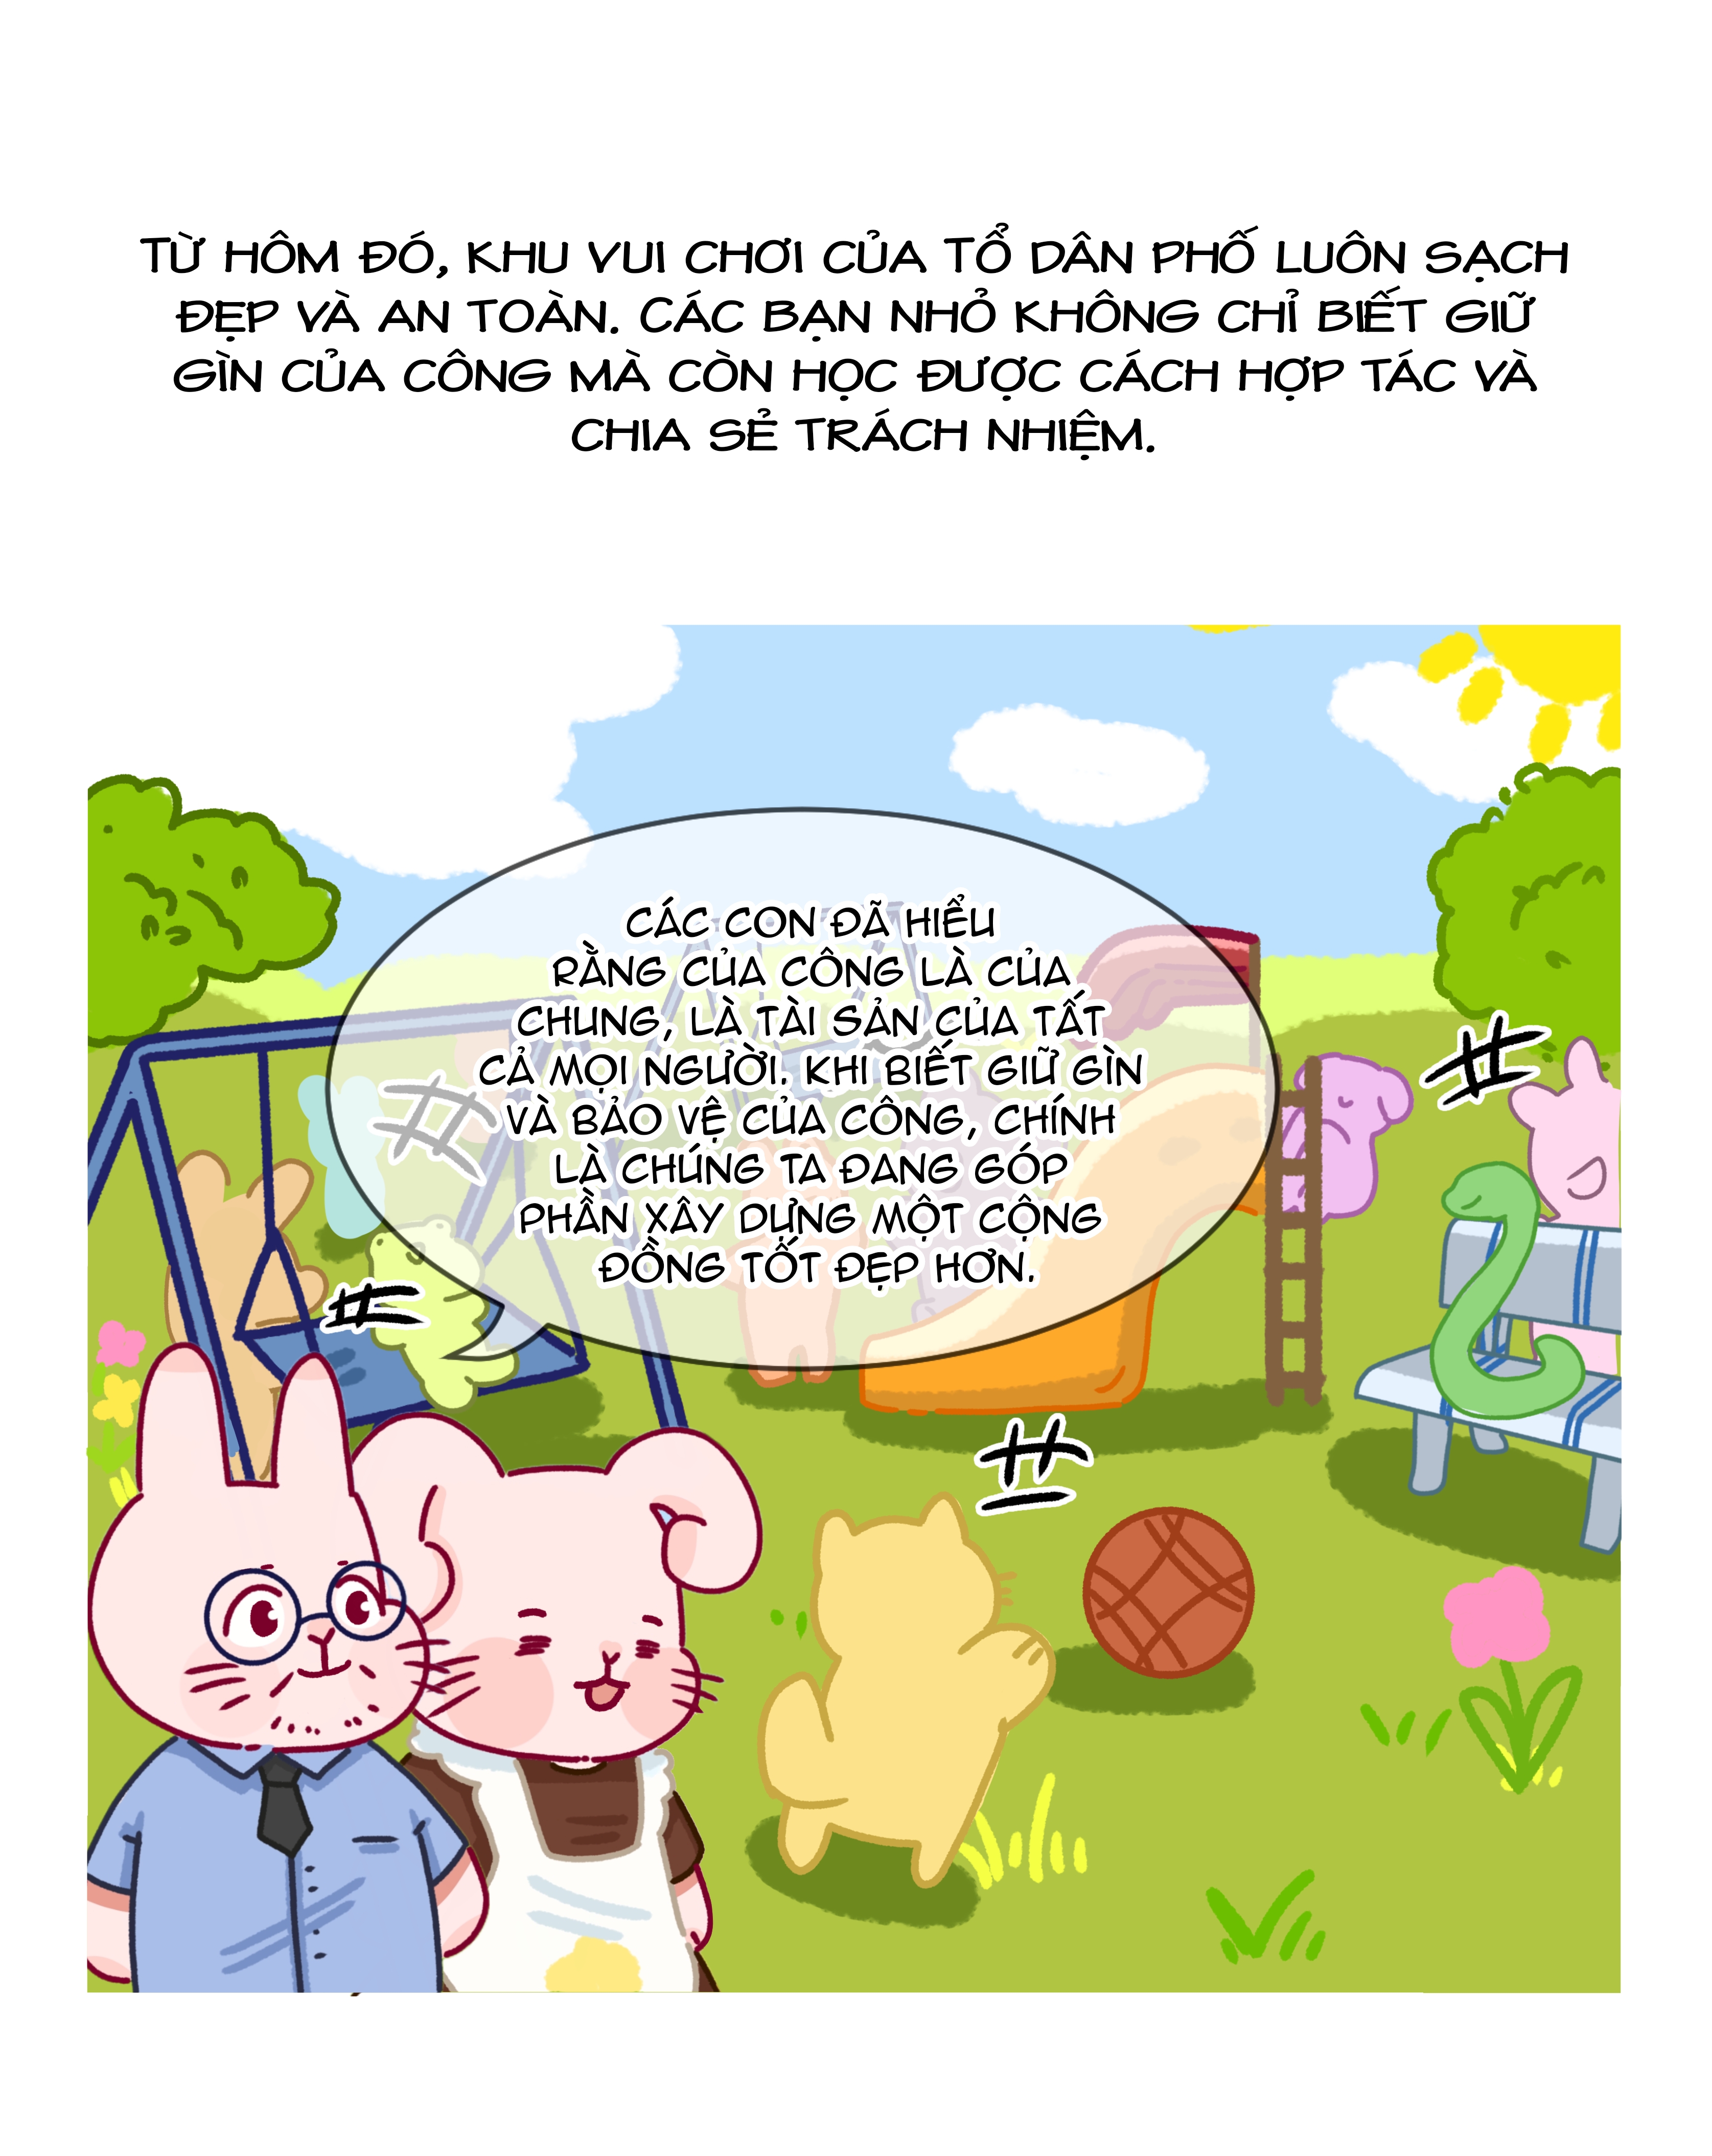 TỪ HÔM ĐÓ, KHU VUI CHƠI CỦA TỔ DÂN PHỐ LUÔN SẠCH
ĐẸP VÀ AN TOÀN. CÁC BẠN NHỎ KHÔNG CHỈ BIẾT GIỮ
GÌN CỦA CÔNG MÀ CÒN HỌC ĐƯỢC CÁCH HỢP TÁC VÀ
CHIA SẺ TRÁCH NHIỆM.
CÁC CON ĐÃ HIỂU
RẰNG CỦA CÔNG LÀ CỦA
CHUNG, LÀ TÀI SẢN CỦA TẤT
CẢ MỌI NGƯỜI. KHI BIẾT GIỮ GÌN
VÀ BẢO VỆ CỦA CÔNG, CHÍNH
LÀ CHÚNG TA ĐANG GÓP
PHẦN XÂY DỰNG MỘT CỘNG
ĐỒNG TỐT ĐẸP HƠN.